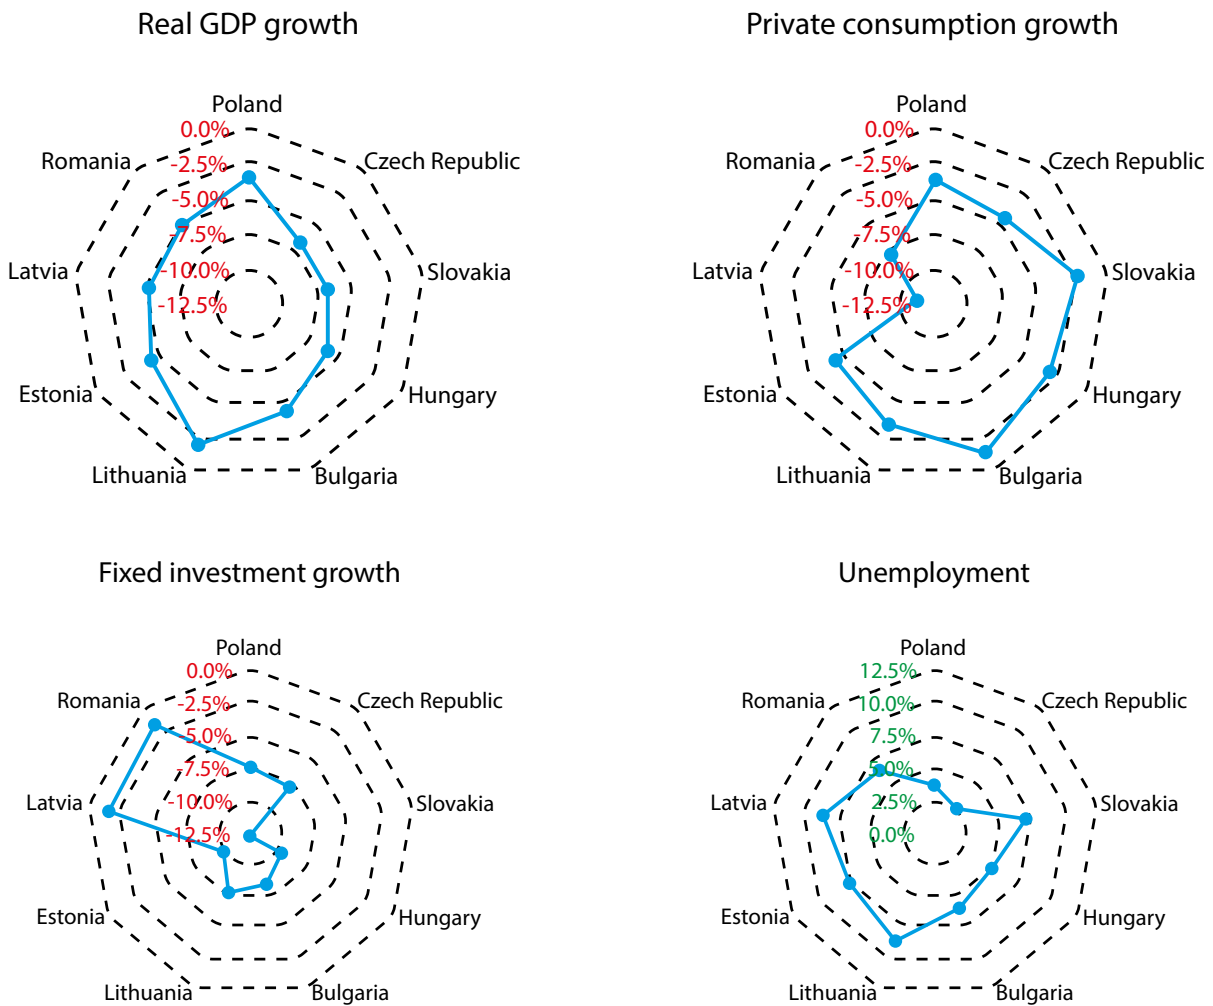 Real GDP growth
Poland
0.0%
Romania
Czech Republic
-2.5%
-5.0%
-7.5%
Latvia
-10.0%
Slovakia
-12.5%
Estonia
Hungary
Lithuania
Bulgaria
Private consumption growth
Poland
0.0%
Romania
Czech Republic
-2.5%
-5.0%
-7.5%
Latvia
-10.0%
Slovakia
-12.5%
Estonia
Hungary
Lithuania
Bulgaria
Fixed investment growth
Poland
0.0%
Romania
Czech Republic
-2.5%
-5.0%
-7.5%
Latvia
-10.0%
Slovakia
-12.5%
Estonia
Hungary
Lithuania
Bulgaria
Unemployment
Poland
12.5%
Romania
Czech Republic
10.0%
7.5%
5.0%
Latvia
2.5%
Slovakia
0.0%
Estonia
Hungary
Lithuania
Bulgaria